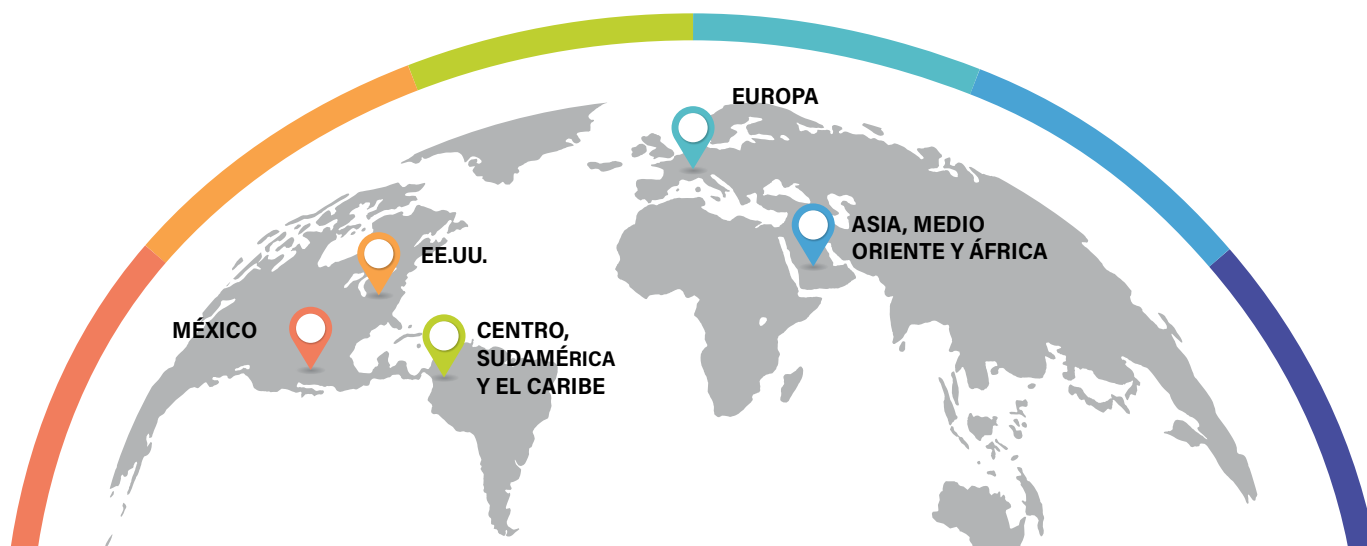 EUROPA
ASIA, MEDIO
ORIENTE Y ÁFRICA
EE.UU.
MÉXICO
CENTRO,
SUDAMÉRICA
Y EL CARIBE